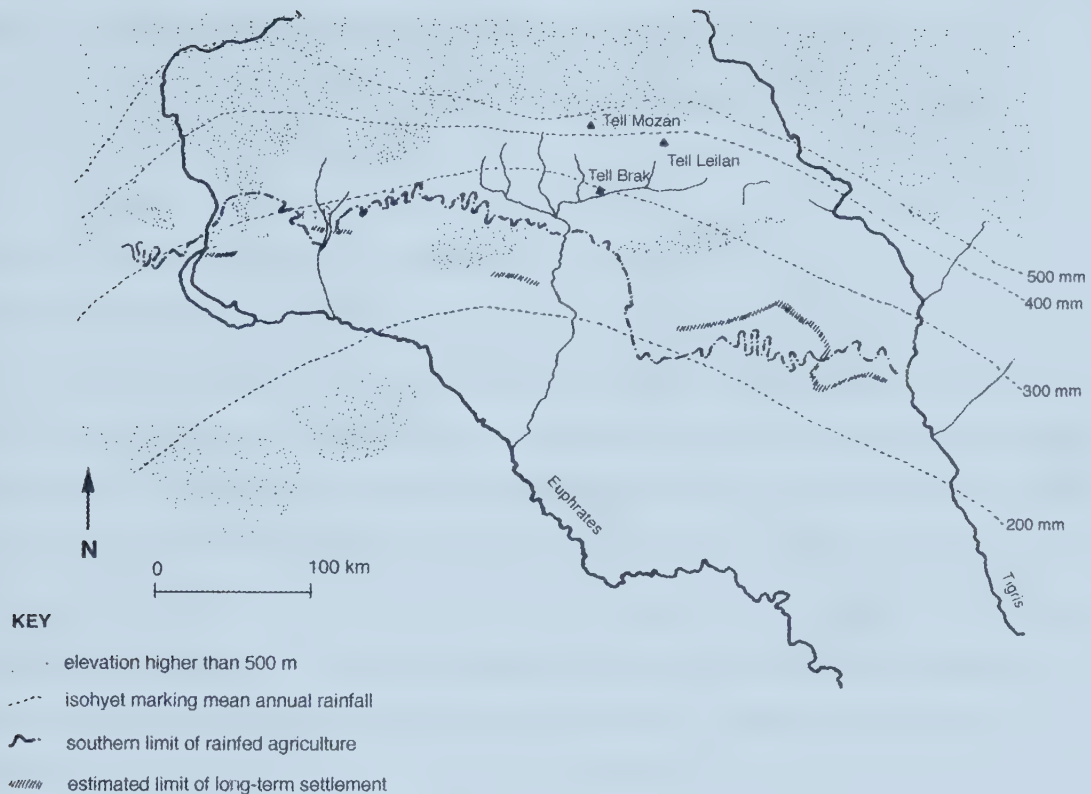 Tell Mozan
Tell Leilan
Tell Brak
500 mm
400 mm
300 mm
200 mm
Euphrates
Tigris
N
0 100 km
KEY
elevation higher than 500 m
isohyet marking mean annual rainfall
southern limit of rainfed agriculture
estimated limit of long-term settlement